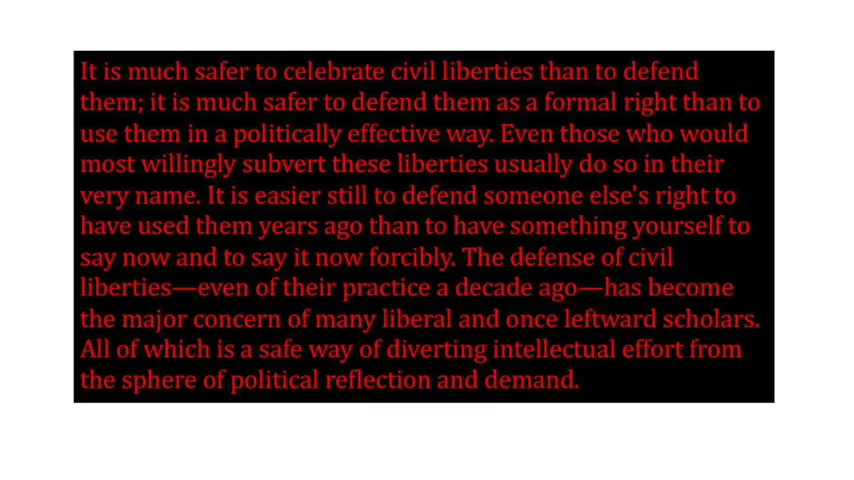 It is much safer to celebrate civil liberties than to defend
them; it is much safer to defend them as a formal right than to
use them in a politically effective way. Even those who would
most willingly subvert these liberties usually do so in their
very name. It is easier still to defend someone else's right to
have used them years ago than to have something yourself to
say now and to say it now forcibly. The defense of civil
liberties—even of their practice a decade ago—has become
the major concern of many liberal and once leftward scholars.
All of which is a safe way of diverting intellectual effort from
the sphere of political reflection and demand.